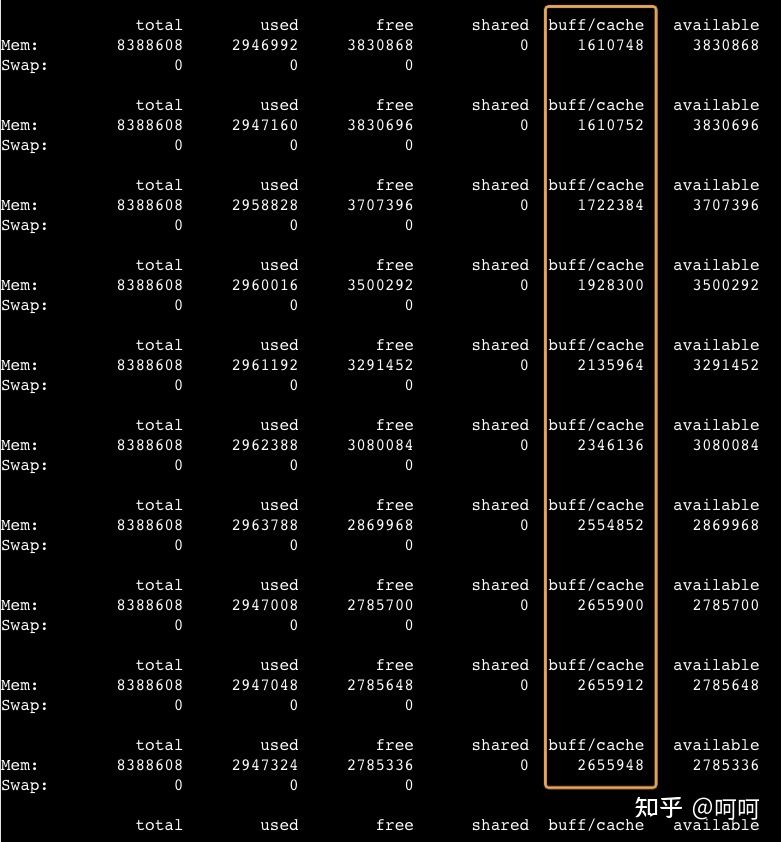 total used free shared buff/cache available
Mem: 8388608 2946992 3830868 0 1610748 3830868
Swap: 0 0 0
total used free shared buff/cache available
Mem: 8388608 2947160 3830696 0 1610752 3830696
Swap: 0 0 0
total used free shared buff/cache available
Mem: 8388608 2958828 3707396 0 1722384 3707396
Swap: 0 0 0
total used free shared buff/cache available
Mem: 8388608 2960016 3500292 0 1928300 3500292
Swap: 0 0 0
total used free shared buff/cache available
Mem: 8388608 2961192 3291452 0 2135964 3291452
Swap: 0 0 0
total used free shared buff/cache available
Mem: 8388608 2962388 3080084 0 2346136 3080084
Swap: 0 0 0
total used free shared buff/cache available
Mem: 8388608 2963788 2869968 0 2554852 2869968
Swap: 0 0 0
total used free shared buff/cache available
Mem: 8388608 2947008 2785700 0 2655900 2785700
Swap: 0 0 0
total used free shared buff/cache available
Mem: 8388608 2947048 2785648 0 2655912 2785648
Swap: 0 0 0
total used free shared buff/cache available
Mem: 8388608 2947324 2785336 0 2655948 2785336
Swap: 0 0 0
知乎 @呵呵
total used free shared buff/cache available